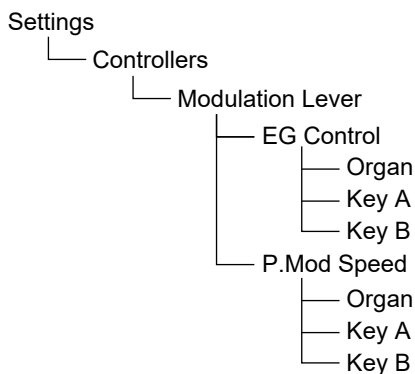 Settings
Controllers
Modulation Lever
EG Control
Organ
Key A
Key B
P.Mod Speed
Organ
Key A
Key B